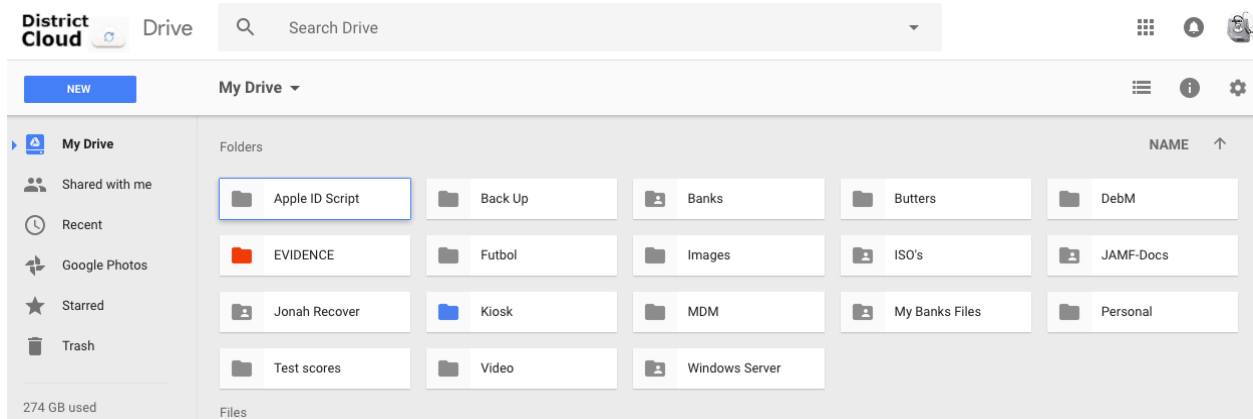 District
Cloud
Drive
Search Drive
NEW
My Drive
My Drive
Shared with me
Recent
Google Photos
Starred
Trash
274 GB used
Folders
NAME
Apple ID Script
Back Up
Banks
Butters
DebM
EVIDENCE
Futbol
Images
ISO's
JAMF-Docs
Jonah Recover
Kiosk
MDM
My Banks Files
Personal
Test scores
Video
Windows Server
Files